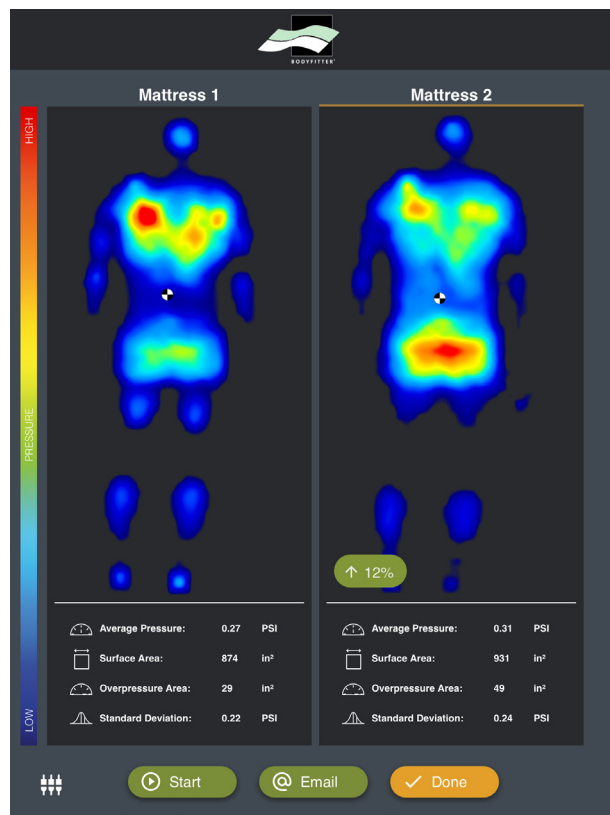 BODYFITTER
Mattress 1
Mattress 2
HIGH
PRESSURE
LOW
↑ 12%
Average Pressure: 0.27 PSI
Surface Area: 874 in²
Overpressure Area: 29 in²
Standard Deviation: 0.22 PSI
Average Pressure: 0.31 PSI
Surface Area: 931 in²
Overpressure Area: 49 in²
Standard Deviation: 0.24 PSI
Start
Email
Done